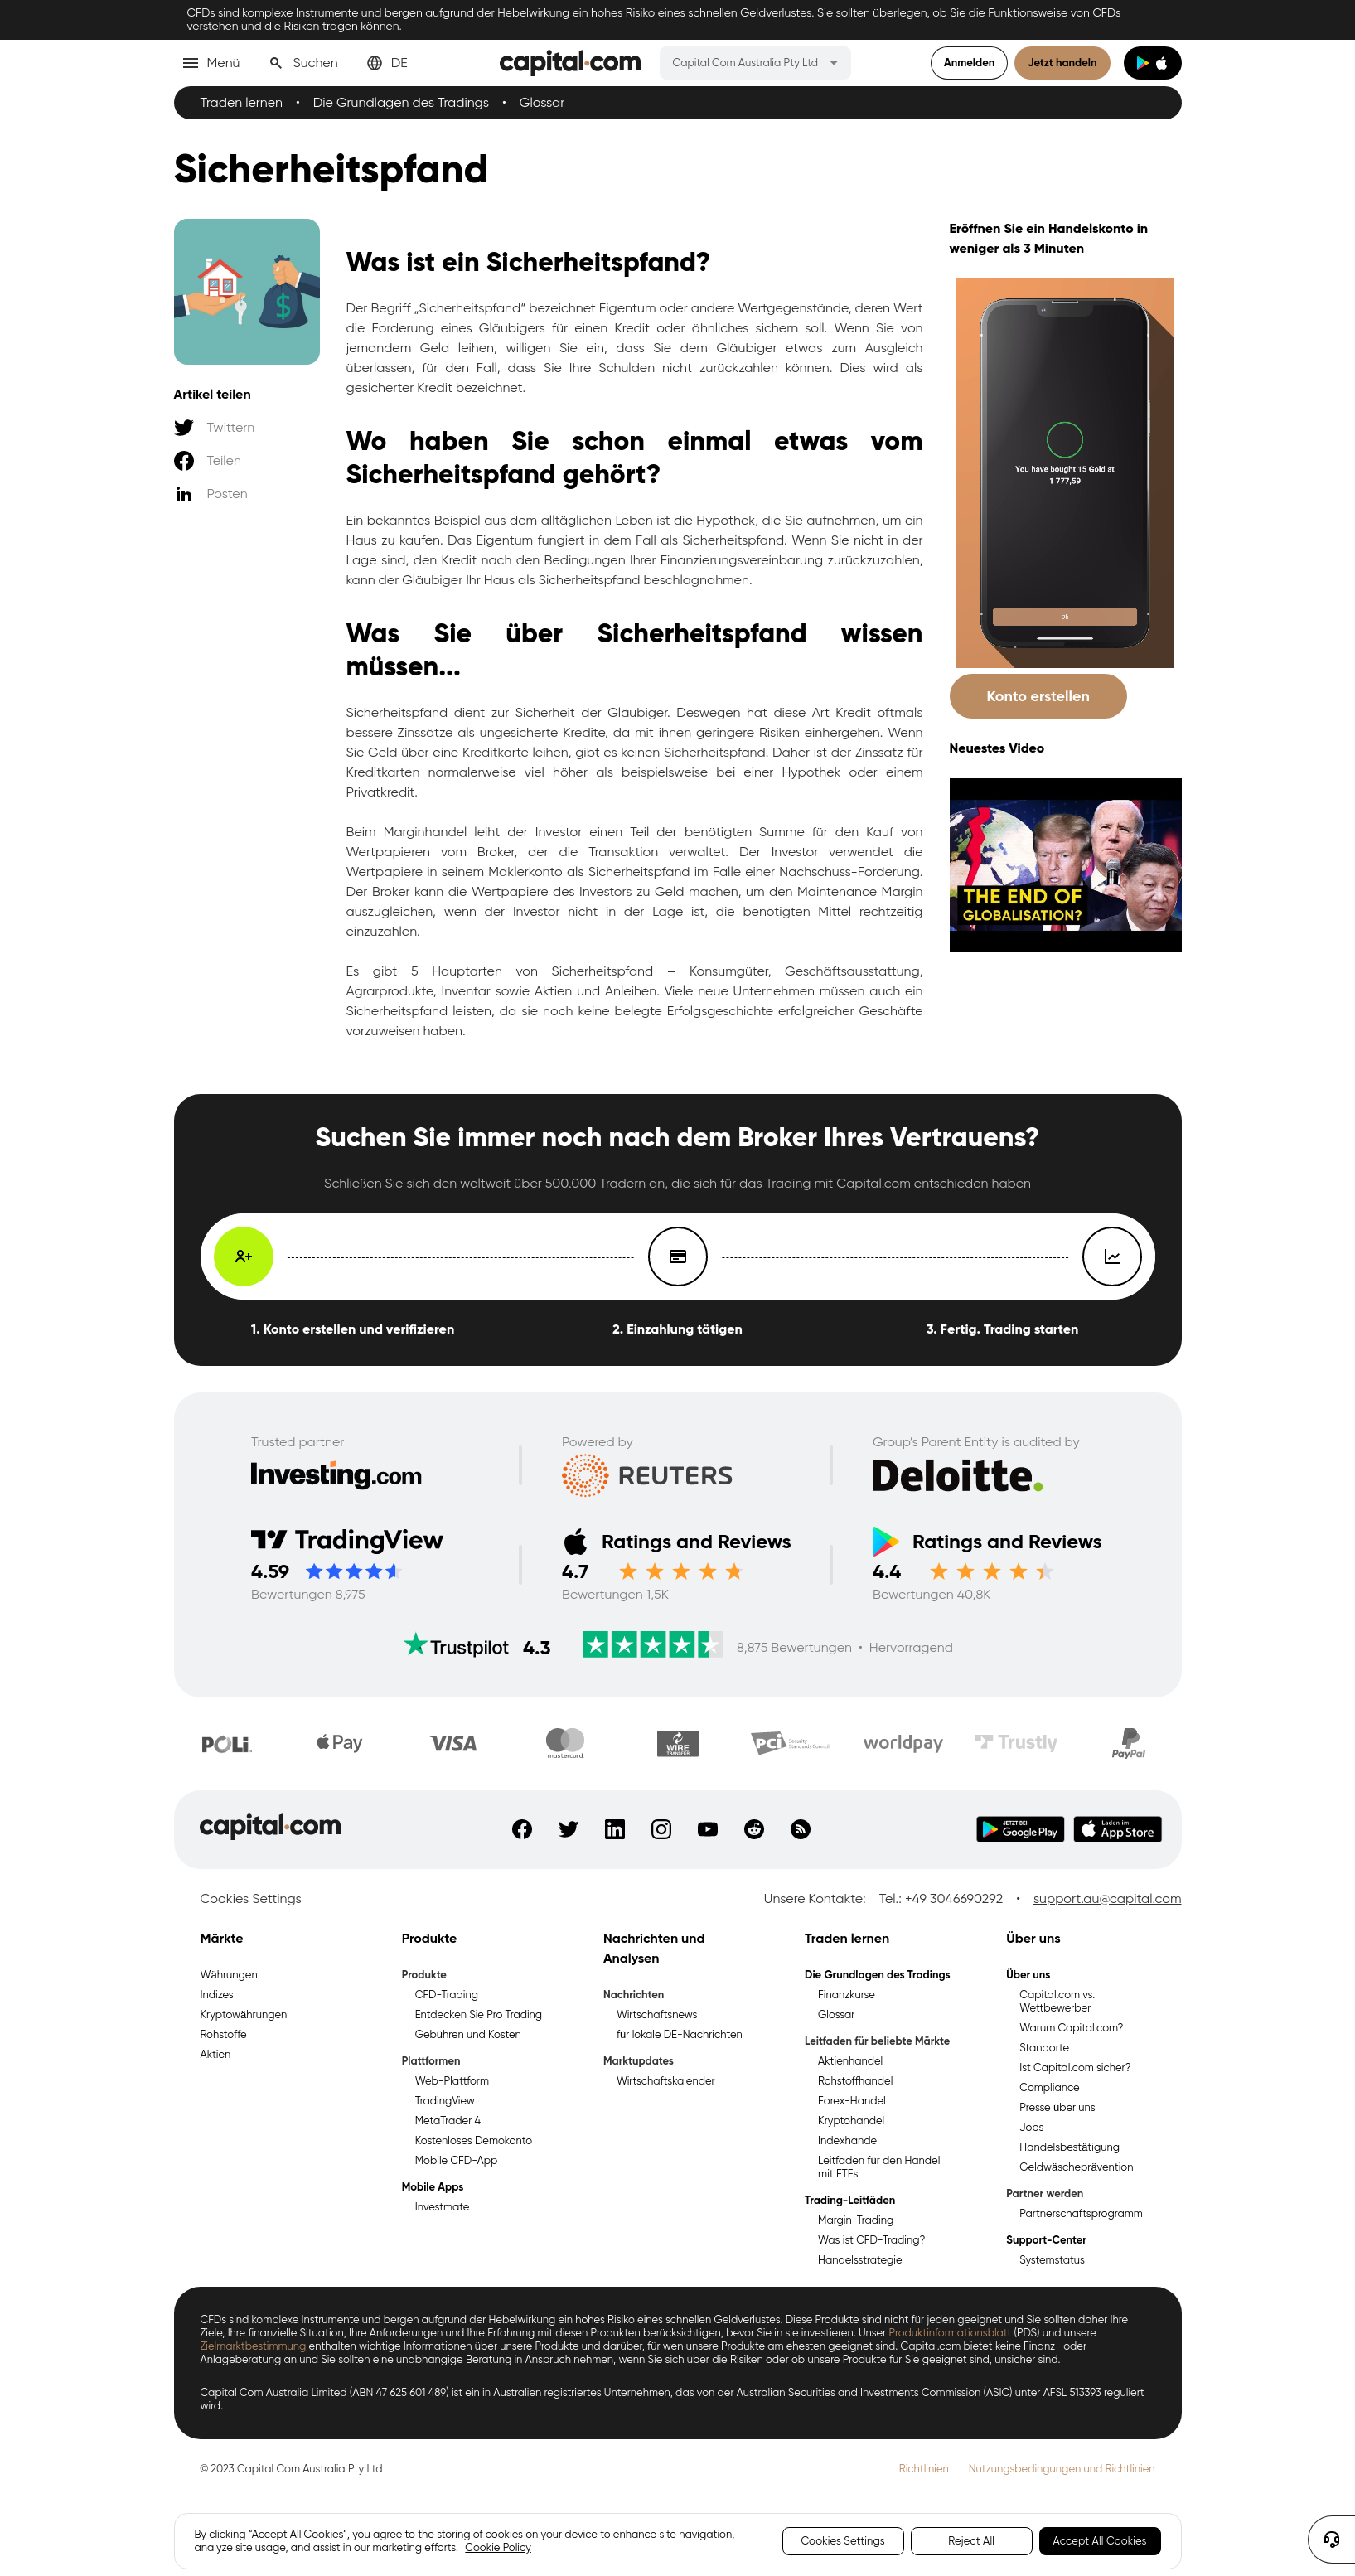 CFDs sind komplexe Instrumente und bergen aufgrund der Hebelwirkung ein hohes Risiko eines schnellen Geldverlustes. Sie sollten überlegen, ob Sie die Funktionsweise von CFDs
verstehen und die Risiken tragen können.
Menü
Suchen
DE
capital.com
Capital Com Australia Pty Ltd
Anmelden
Jetzt handeln
Traden lernen • Die Grundlagen des Tradings • Glossar
Sicherheitspfand
Artikel teilen
Twittern
Teilen
Posten
Was ist ein Sicherheitspfand?
Der Begriff „Sicherheitspfand“ bezeichnet Eigentum oder andere Wertgegenstände, deren Wert
die Forderung eines Gläubigers für einen Kredit oder ähnliches sichern soll. Wenn Sie von
jemandem Geld leihen, willigen Sie ein, dass Sie dem Gläubiger etwas zum Ausgleich
überlassen, für den Fall, dass Sie Ihre Schulden nicht zurückzahlen können. Dies wird als
gesicherter Kredit bezeichnet.
Wo haben Sie schon einmal etwas vom
Sicherheitspfand gehört?
Ein bekanntes Beispiel aus dem alltäglichen Leben ist die Hypothek, die Sie aufnehmen, um ein
Haus zu kaufen. Das Eigentum fungiert in dem Fall als Sicherheitspfand. Wenn Sie nicht in der
Lage sind, den Kredit nach den Bedingungen Ihrer Finanzierungsvereinbarung zurückzuzahlen,
kann der Gläubiger Ihr Haus als Sicherheitspfand beschlagnahmen.
Was Sie über Sicherheitspfand wissen
müssen...
Sicherheitspfand dient zur Sicherheit der Gläubiger. Deswegen hat diese Art Kredit oftmals
bessere Zinssätze als ungesicherte Kredite, da mit ihnen geringere Risiken einhergehen. Wenn
Sie Geld über eine Kreditkarte leihen, gibt es keinen Sicherheitspfand. Daher ist der Zinssatz für
Kreditkarten normalerweise viel höher als beispielsweise bei einer Hypothek oder einem
Privatkredit.
Beim Marginhandel leiht der Investor einen Teil der benötigten Summe für den Kauf von
Wertpapieren vom Broker, der die Transaktion verwaltet. Der Investor verwendet die
Wertpapiere in seinem Maklerkonto als Sicherheitspfand im Falle einer Nachschuss-Forderung.
Der Broker kann die Wertpapiere des Investors zu Geld machen, um den Maintenance Margin
auszugleichen, wenn der Investor nicht in der Lage ist, die benötigten Mittel rechtzeitig
einzuzahlen.
Es gibt 5 Hauptarten von Sicherheitspfand – Konsumgüter, Geschäftsausstattung,
Agrarprodukte, Inventar sowie Aktien und Anleihen. Viele neue Unternehmen müssen auch ein
Sicherheitspfand leisten, da sie noch keine belegte Erfolgsgeschichte erfolgreicher Geschäfte
vorzuweisen haben.
Eröffnen Sie ein Handelskonto in
weniger als 3 Minuten
You have bought 15 Gold at
1 777,59
Ok
Konto erstellen
Neuestes Video
THE END OF
GLOBALISATION?
Suchen Sie immer noch nach dem Broker Ihres Vertrauens?
Schließen Sie sich den weltweit über 500.000 Tradern an, die sich für das Trading mit Capital.com entschieden haben
1. Konto erstellen und verifizieren
2. Einzahlung tätigen
3. Fertig. Trading starten
Trusted partner
Investing.com
Powered by
REUTERS
Group's Parent Entity is audited by
Deloitte.
TradingView
4.59
Bewertungen 8,975
Ratings and Reviews
4.7
Bewertungen 1,5K
Ratings and Reviews
4.4
Bewertungen 40,8K
Trustpilot 4.3 8,875 Bewertungen • Hervorragend
POLi
Pay
VISA
mastercard
WIRE
TRANSFER
PCi Security
Standards Council
worldpay
Trustly
PayPal
capital.com
JETZT BEI
Google Play
Laden im
App Store
Cookies Settings
Unsere Kontakte: Tel.: +49 3046690292 • support.au@capital.com
Märkte
Währungen
Indizes
Kryptowährungen
Rohstoffe
Aktien
Produkte
Produkte
CFD-Trading
Entdecken Sie Pro Trading
Gebühren und Kosten
Plattformen
Web-Plattform
TradingView
MetaTrader 4
Kostenloses Demokonto
Mobile CFD-App
Mobile Apps
Investmate
Nachrichten und
Analysen
Nachrichten
Wirtschaftsnews
für lokale DE-Nachrichten
Marktupdates
Wirtschaftskalender
Traden lernen
Die Grundlagen des Tradings
Finanzkurse
Glossar
Leitfaden für beliebte Märkte
Aktienhandel
Rohstoffhandel
Forex-Handel
Kryptohandel
Indexhandel
Leitfaden für den Handel
mit ETFs
Trading-Leitfäden
Margin-Trading
Was ist CFD-Trading?
Handelsstrategie
Über uns
Über uns
Capital.com vs.
Wettbewerber
Warum Capital.com?
Standorte
Ist Capital.com sicher?
Compliance
Presse über uns
Jobs
Handelsbestätigung
Geldwäscheprävention
Partner werden
Partnerschaftsprogramm
Support-Center
Systemstatus
CFDs sind komplexe Instrumente und bergen aufgrund der Hebelwirkung ein hohes Risiko eines schnellen Geldverlustes. Diese Produkte sind nicht für jeden geeignet und Sie sollten daher Ihre
Ziele, Ihre finanzielle Situation, Ihre Anforderungen und Ihre Erfahrung mit diesen Produkten berücksichtigen, bevor Sie in sie investieren. Unser Produktinformationsblatt (PDS) und unsere
Zielmarktbestimmung enthalten wichtige Informationen über unsere Produkte und darüber, für wen unsere Produkte am ehesten geeignet sind. Capital.com bietet keine Finanz- oder
Anlageberatung an und Sie sollten eine unabhängige Beratung in Anspruch nehmen, wenn Sie sich über die Risiken oder ob unsere Produkte für Sie geeignet sind, unsicher sind.
Capital Com Australia Limited (ABN 47 625 601 489) ist ein in Australien registriertes Unternehmen, das von der Australian Securities and Investments Commission (ASIC) unter AFSL 513393 reguliert
wird.
© 2023 Capital Com Australia Pty Ltd
Richtlinien
Nutzungsbedingungen und Richtlinien
By clicking “Accept All Cookies”, you agree to the storing of cookies on your device to enhance site navigation,
analyze site usage, and assist in our marketing efforts. Cookie Policy
Cookies Settings
Reject All
Accept All Cookies